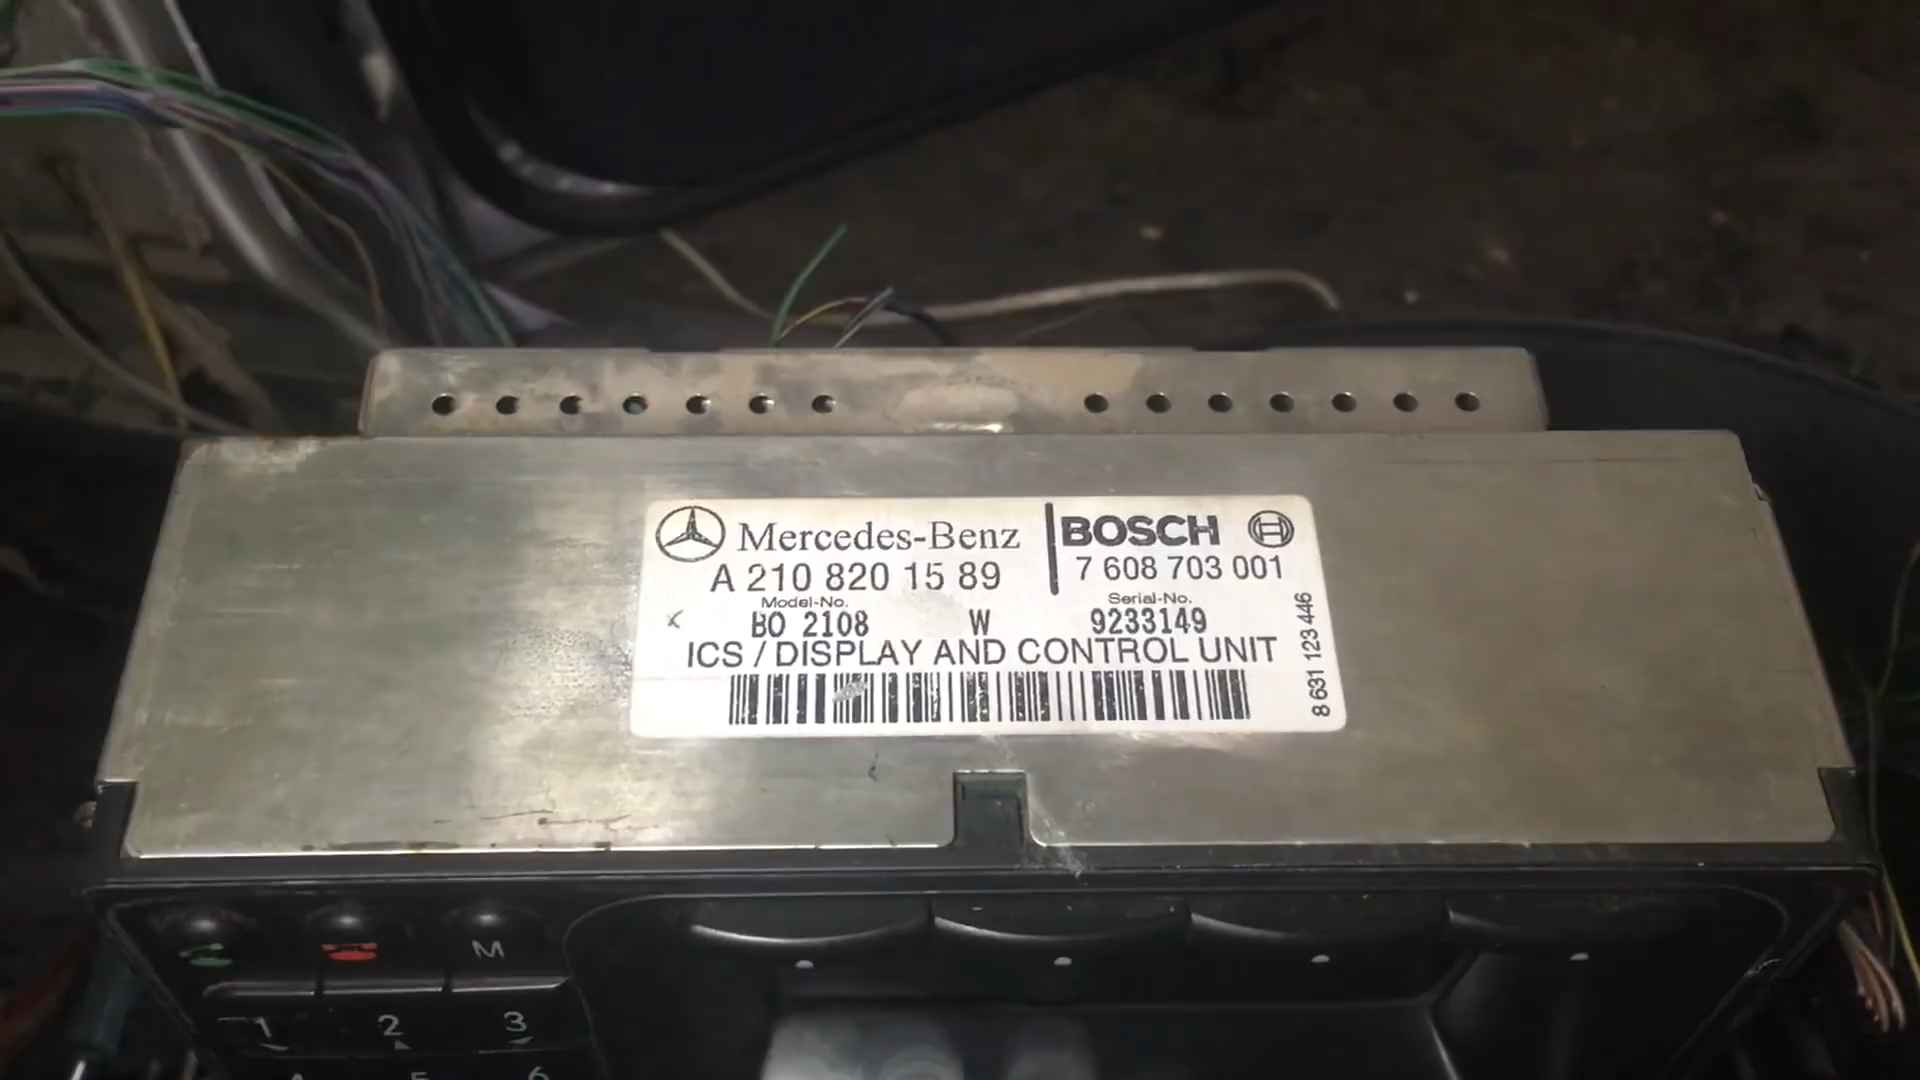 Mercedes-Benz
BOSCH
A 210 820 15 89
7 608 703 001
Model-No.
Serial-No.
BO 2108 W 9233149
ICS / DISPLAY AND CONTROL UNIT
8 631 123 446
M
1 2 3
6